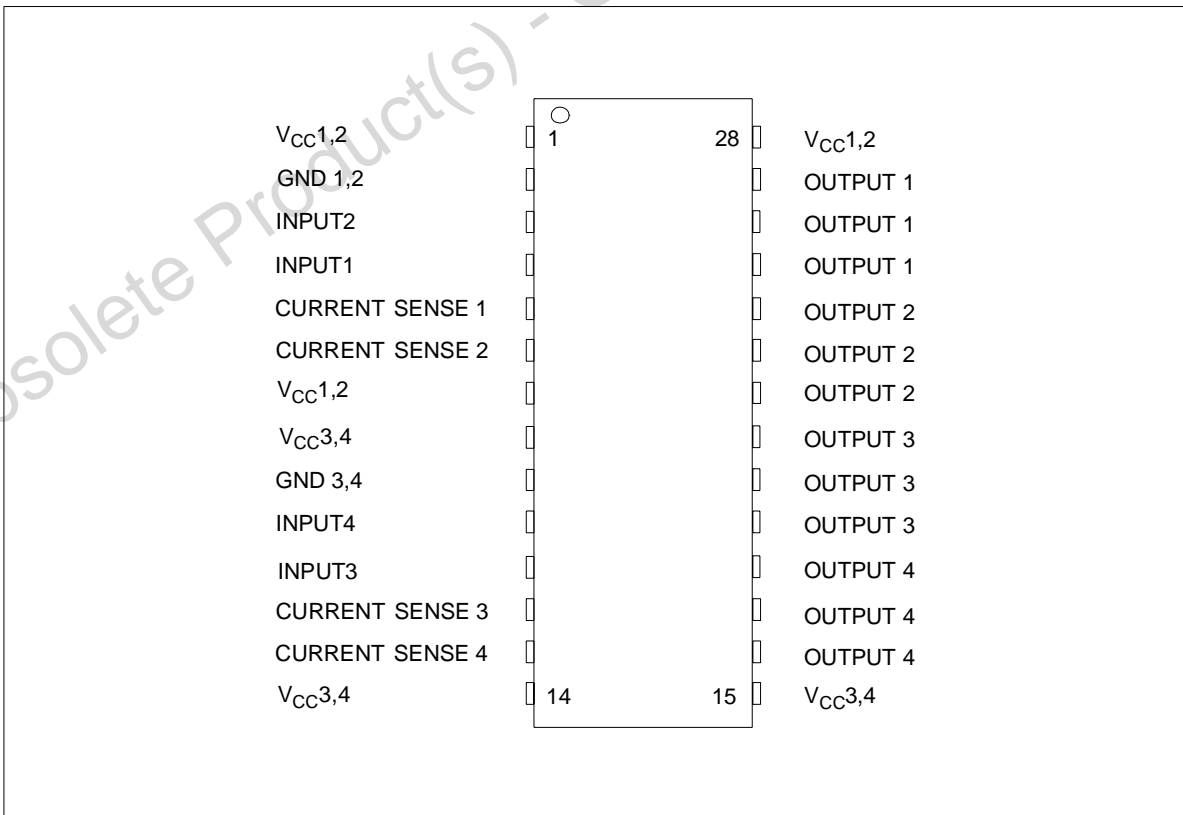 Obsolete Product(s) -
V_CC1,2
GND 1,2
INPUT2
INPUT1
CURRENT SENSE 1
CURRENT SENSE 2
V_CC1,2
V_CC3,4
GND 3,4
INPUT4
INPUT3
CURRENT SENSE 3
CURRENT SENSE 4
V_CC3,4
1
28
14
15
V_CC1,2
OUTPUT 1
OUTPUT 1
OUTPUT 1
OUTPUT 2
OUTPUT 2
OUTPUT 2
OUTPUT 3
OUTPUT 3
OUTPUT 3
OUTPUT 4
OUTPUT 4
OUTPUT 4
V_CC3,4